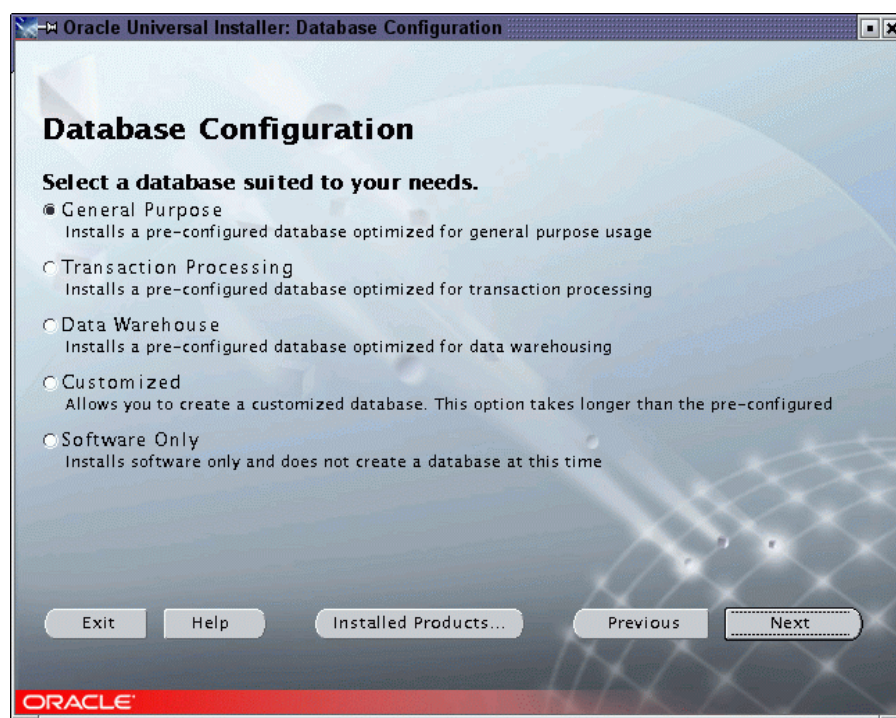 Oracle Universal Installer: Database Configuration
Database Configuration
Select a database suited to your needs.
General Purpose
Installs a pre-configured database optimized for general purpose usage
Transaction Processing
Installs a pre-configured database optimized for transaction processing
Data Warehouse
Installs a pre-configured database optimized for data warehousing
Customized
Allows you to create a customized database. This option takes longer than the pre-configured
Software Only
Installs software only and does not create a database at this time
Exit Help Installed Products... Previous Next
ORACLE